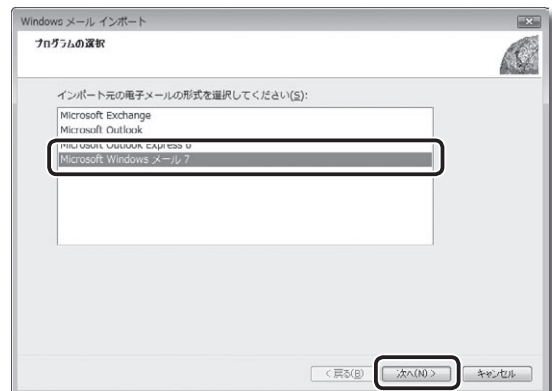 Windows メール インポート
プログラムの選択
インポート元の電子メールの形式を選択してください(S):
Microsoft Exchange
Microsoft Outlook
Microsoft Outlook Express 6
Microsoft Windows メール 7
< 戻る(B) 次へ(N) > キャンセル